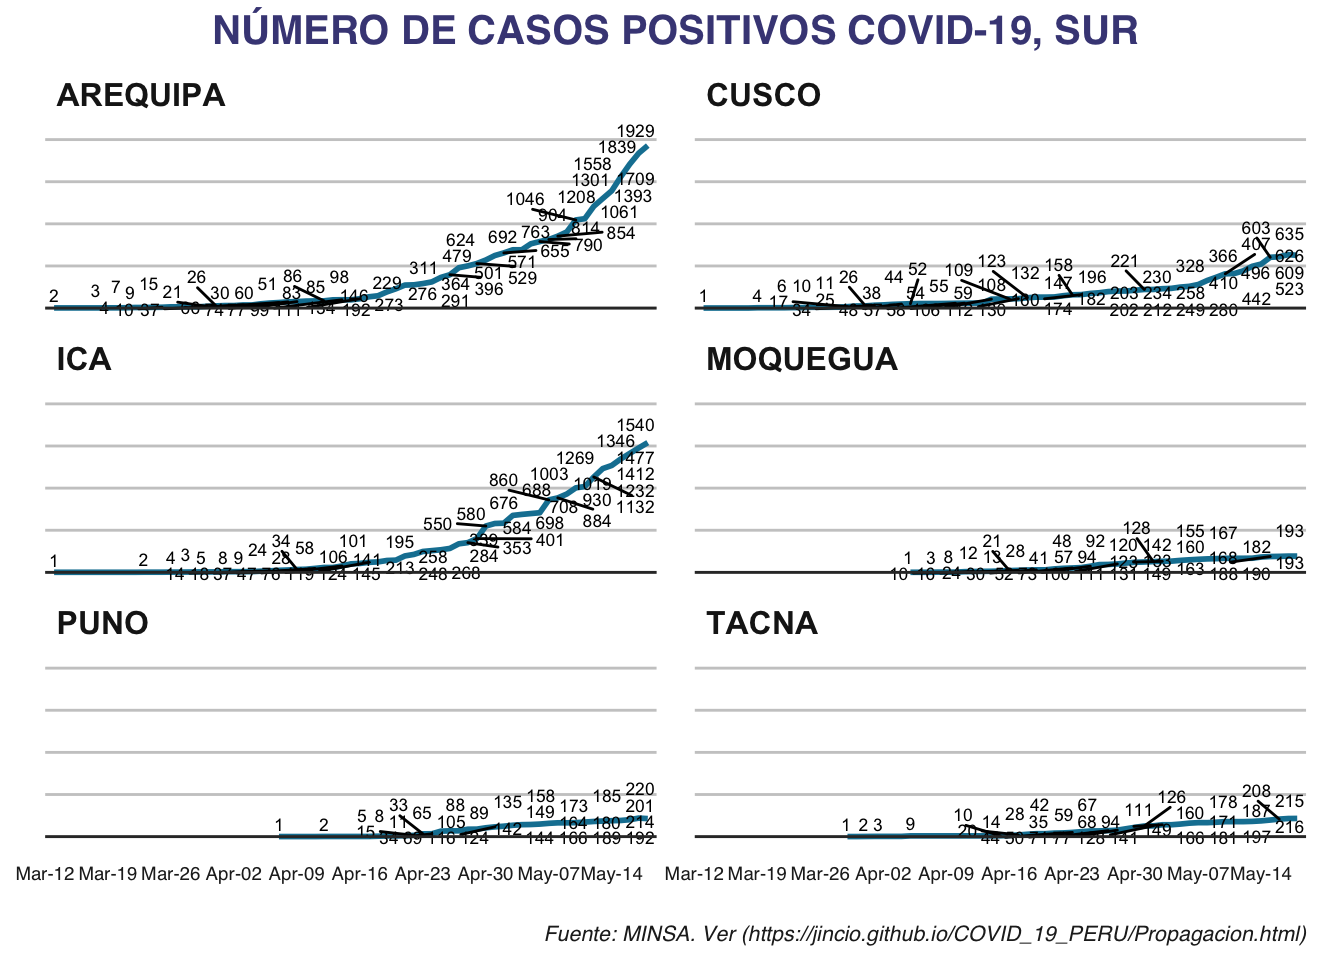 NÚMERO DE CASOS POSITIVOS COVID-19, SUR
AREQUIPA
2 3 4 7 9 10 15 37 21 26 66 30 74 60 77 51 99 86 83 111 85 98 134 146 192 229 273 311 276 624 479 364 291 501 396 692 571 529 1046 763 655 904 1208 814 790 1558 1301 854 1061 1839 1929 1709 1393
CUSCO
1 4 6 17 10 34 11 25 26 48 38 57 44 58 52 54 106 55 109 59 112 123 108 130 132 100 158 147 174 196 182 221 203 202 230 234 212 328 258 249 366 410 280 603 407 496 442 635 626 609 523
ICA
1 2 4 14 3 5 18 8 37 9 47 24 76 34 28 58 119 106 124 101 141 145 195 213 258 248 268 550 580 339 284 353 860 676 584 401 688 1003 708 698 1269 1019 930 884 1346 1540 1477 1412 1232 1132
MOQUEGUA
10 1 16 3 24 8 30 12 21 13 52 28 73 41 35 100 48 57 92 94 111 128 120 123 131 142 133 149 155 160 163 167 168 188 182 190 193 193
PUNO
1 2 5 15 8 34 33 11 69 65 88 105 116 89 124 135 142 158 149 144 173 164 166 185 180 189 220 201 214 192
TACNA
1 2 3 9 10 20 14 44 28 50 42 35 71 59 77 67 68 128 94 111 141 126 149 160 166 178 171 181 208 187 197 215 216
Mar-12 Mar-19 Mar-26 Apr-02 Apr-09 Apr-16 Apr-23 Apr-30 May-07 May-14
Mar-12 Mar-19 Mar-26 Apr-02 Apr-09 Apr-16 Apr-23 Apr-30 May-07 May-14
Fuente: MINSA. Ver (https://jincio.github.io/COVID_19_PERU/Propagacion.html)